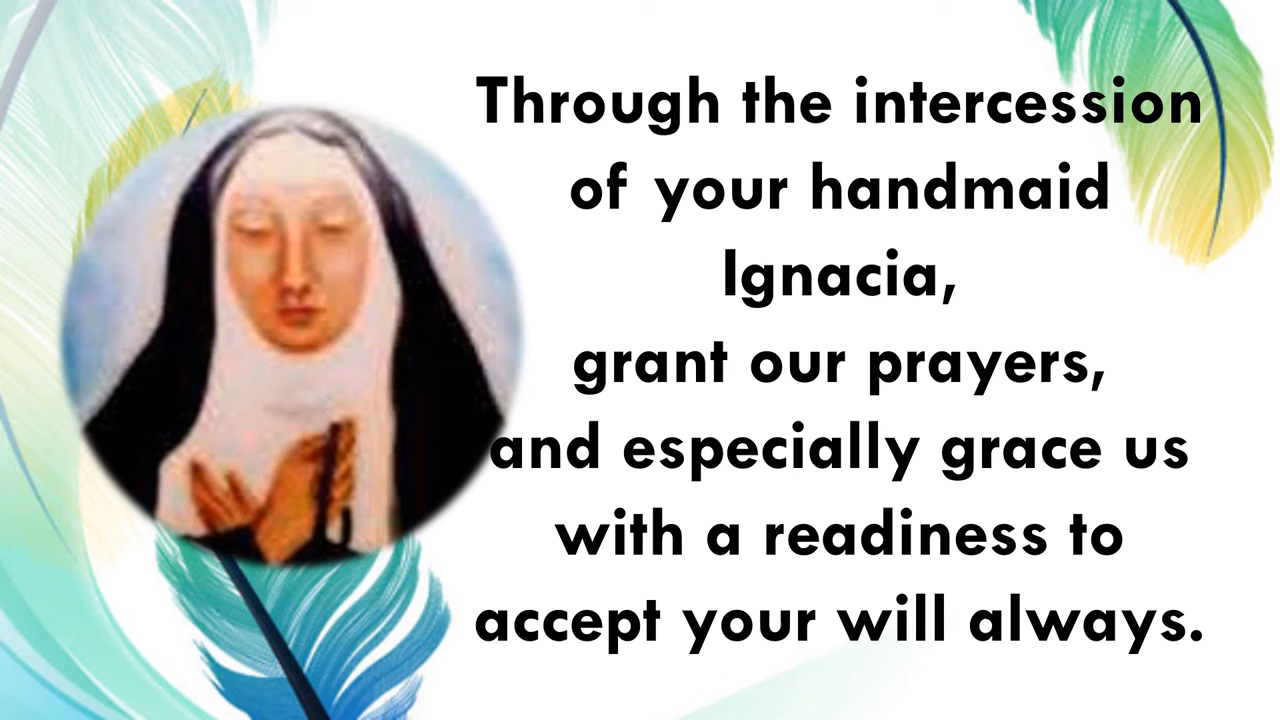 Through the intercession
of your handmaid
Ignacia,
grant our prayers,
and especially grace us
with a readiness to
accept your will always.